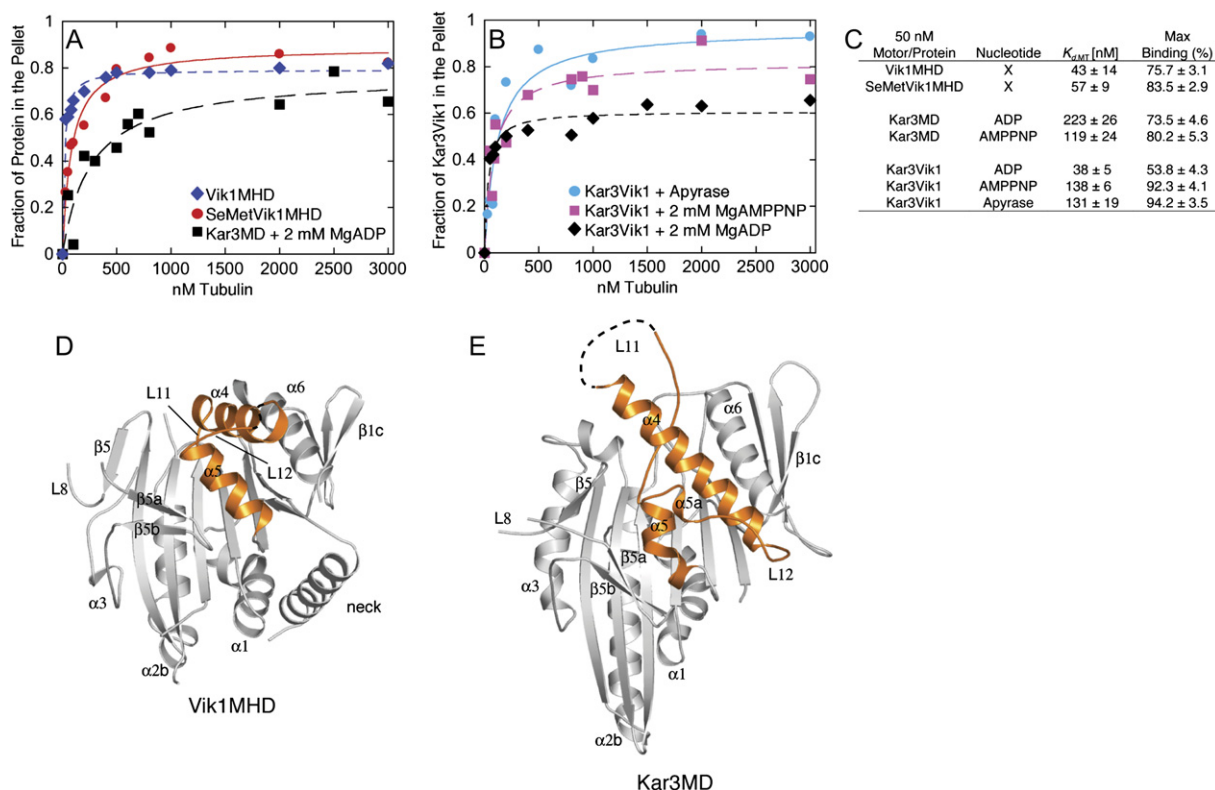 A
Fraction of Protein in the Pellet
1
0.8
0.6
0.4
0.2
0
0 500 1000 1500 2000 2500 3000
nM Tubulin
Vik1MHD
SeMetVik1MHD
Kar3MD + 2 mM MgADP
B
Fraction of Kar3Vik1 in the Pellet
1
0.8
0.6
0.4
0.2
0
0 500 1000 1500 2000 2500 3000
nM Tubulin
Kar3Vik1 + Apyrase
Kar3Vik1 + 2 mM MgAMPPNP
Kar3Vik1 + 2 mM MgADP
C
50 nM Max
Motor/Protein Nucleotide Kd,MT [nM] Binding (%)
Vik1MHD X 43 ± 14 75.7 ± 3.1
SeMetVik1MHD X 57 ± 9 83.5 ± 2.9
Kar3MD ADP 223 ± 26 73.5 ± 4.6
Kar3MD AMPPNP 119 ± 24 80.2 ± 5.3
Kar3Vik1 ADP 38 ± 5 53.8 ± 4.3
Kar3Vik1 AMPPNP 138 ± 6 92.3 ± 4.1
Kar3Vik1 Apyrase 131 ± 19 94.2 ± 3.5
D
L11
α4
α6
β5
β1c
L8
α5
L12
β5a
β5b
α3
neck
α1
α2b
Vik1MHD
E
L11
α4
α6
β1c
β5
L8
α5a
α5
β5a
L12
α3
β5b
α1
α2b
Kar3MD